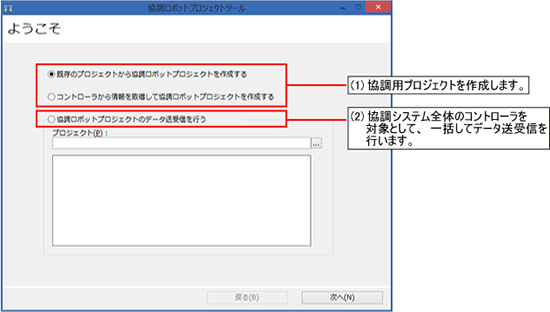 協調ロボットプロジェクトツール
ようこそ
既存のプロジェクトから協調ロボットプロジェクトを作成する
コントローラから情報を取得して協調ロボットプロジェクトを作成する
協調ロボットプロジェクトのデータ送受信を行う
プロジェクト(P)：
...
戻る(B)
次へ(N)
(1) 協調用プロジェクトを作成します。
(2) 協調システム全体のコントローラを
対象として、一括してデータ送受信を
行います。